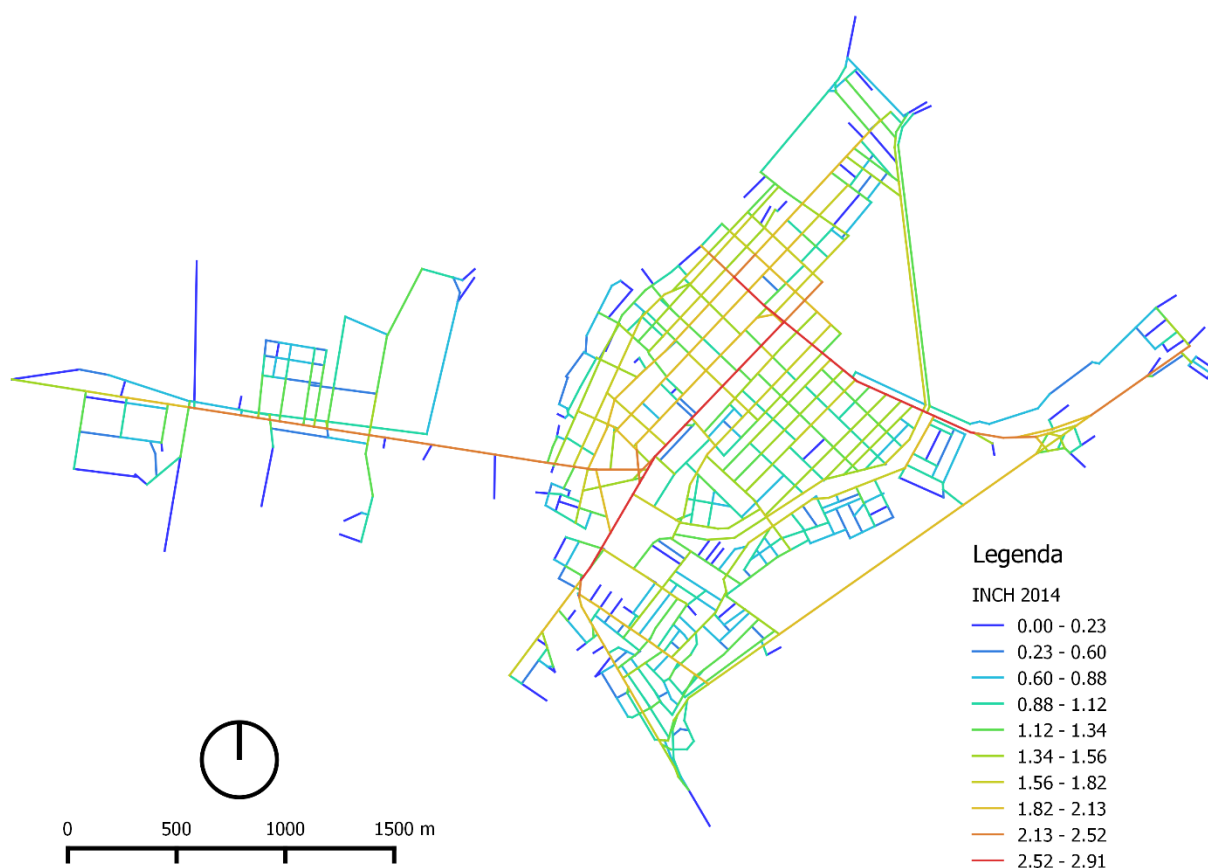 Legenda
INCH 2014
0.00 - 0.23
0.23 - 0.60
0.60 - 0.88
0.88 - 1.12
1.12 - 1.34
1.34 - 1.56
1.56 - 1.82
1.82 - 2.13
2.13 - 2.52
2.52 - 2.91
0 500 1000 1500 m